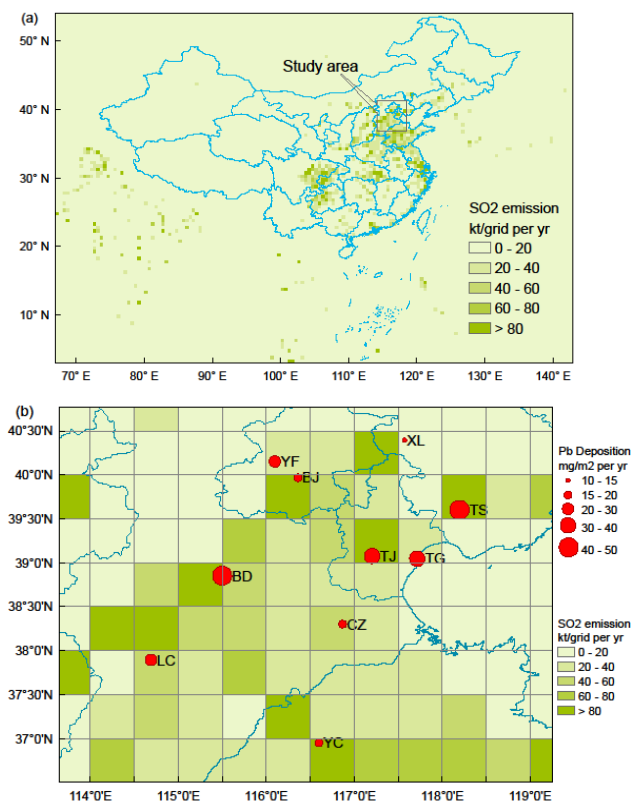 (a)
50° N
40° N
30° N
20° N
10° N
Study area
SO2 emission
kt/grid per yr
0 - 20
20 - 40
40 - 60
60 - 80
> 80
70° E 80° E 90° E 100° E 110° E 120° E 130° E 140° E
(b)
40°30'N
40°0'N
39°30'N
39°0'N
38°30'N
38°0'N
37°30'N
37°0'N
XL
YF
BJ
TS
TJ
TG
BD
CZ
LC
YC
Pb Deposition
mg/m2 per yr
10 - 15
15 - 20
20 - 30
30 - 40
40 - 50
SO2 emission
kt/grid per yr
0 - 20
20 - 40
40 - 60
60 - 80
> 80
114°0'E 115°0'E 116°0'E 117°0'E 118°0'E 119°0'E